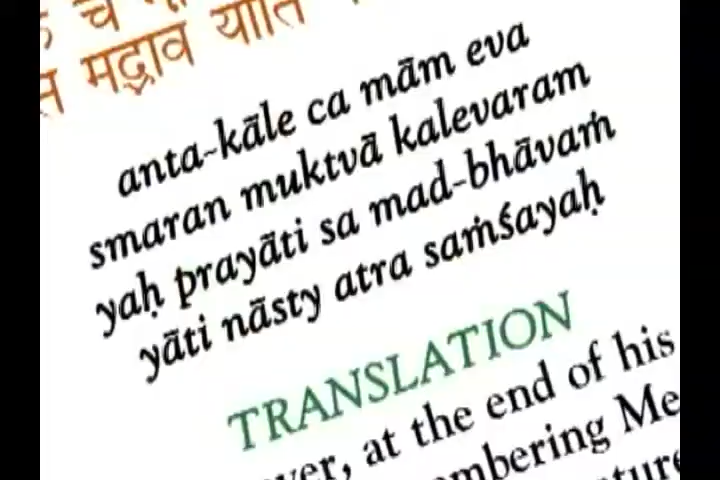 च
स मद्भाव याति
anta-kāle ca mām eva
smaran muktvā kalevaram
yaḥ prayāti sa mad-bhāvaṁ
yāti nāsty atra saṁśayaḥ
TRANSLATION
at the end of his
Me